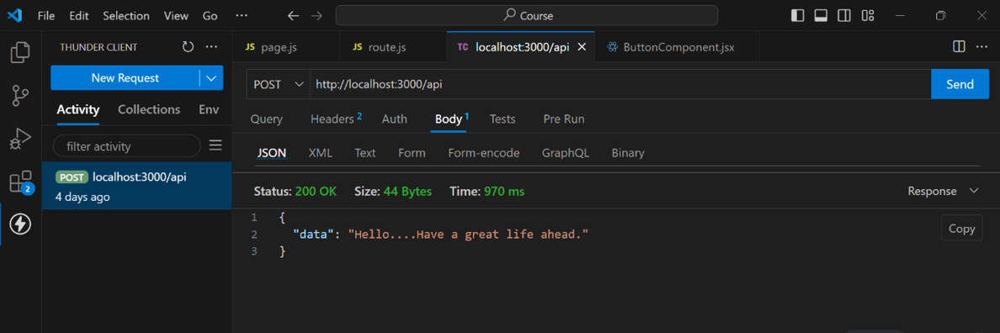 File Edit Selection View Go ··· Course
THUNDER CLIENT ···
JS page.js JS route.js TC localhost:3000/api ButtonComponent.jsx ···
New Request
POST http://localhost:3000/api Send
Activity Collections Env
Query Headers 2 Auth Body 1 Tests Pre Run
filter activity
JSON XML Text Form Form-encode GraphQL Binary
POST localhost:3000/api
4 days ago
2
Status: 200 OK Size: 44 Bytes Time: 970 ms Response
1 {
2 "data": "Hello....Have a great life ahead."
3 }
Copy